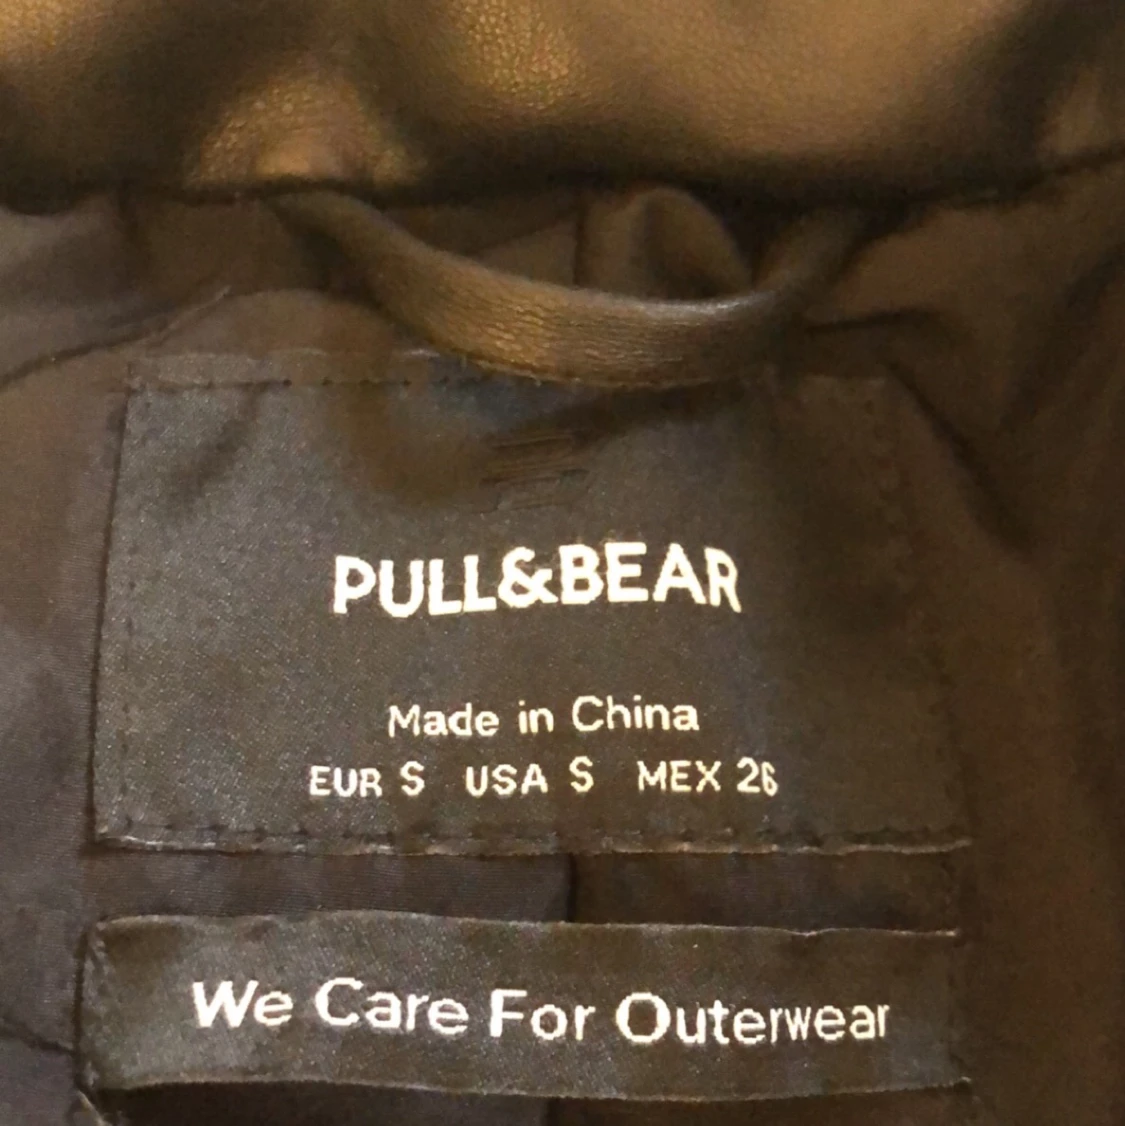 PULL&BEAR
Made in China
EUR S USA S MEX 26
We Care For Outerwear